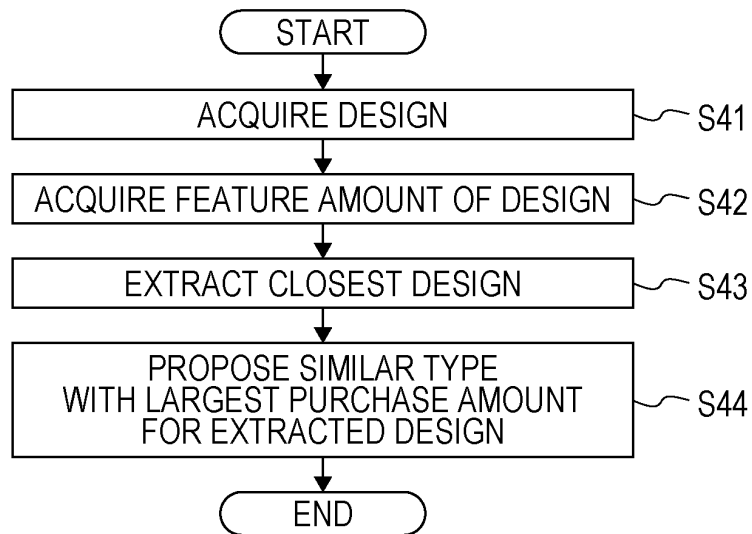 START
ACQUIRE DESIGN
S41
ACQUIRE FEATURE AMOUNT OF DESIGN
S42
EXTRACT CLOSEST DESIGN
S43
PROPOSE SIMILAR TYPE
WITH LARGEST PURCHASE AMOUNT
FOR EXTRACTED DESIGN
S44
END